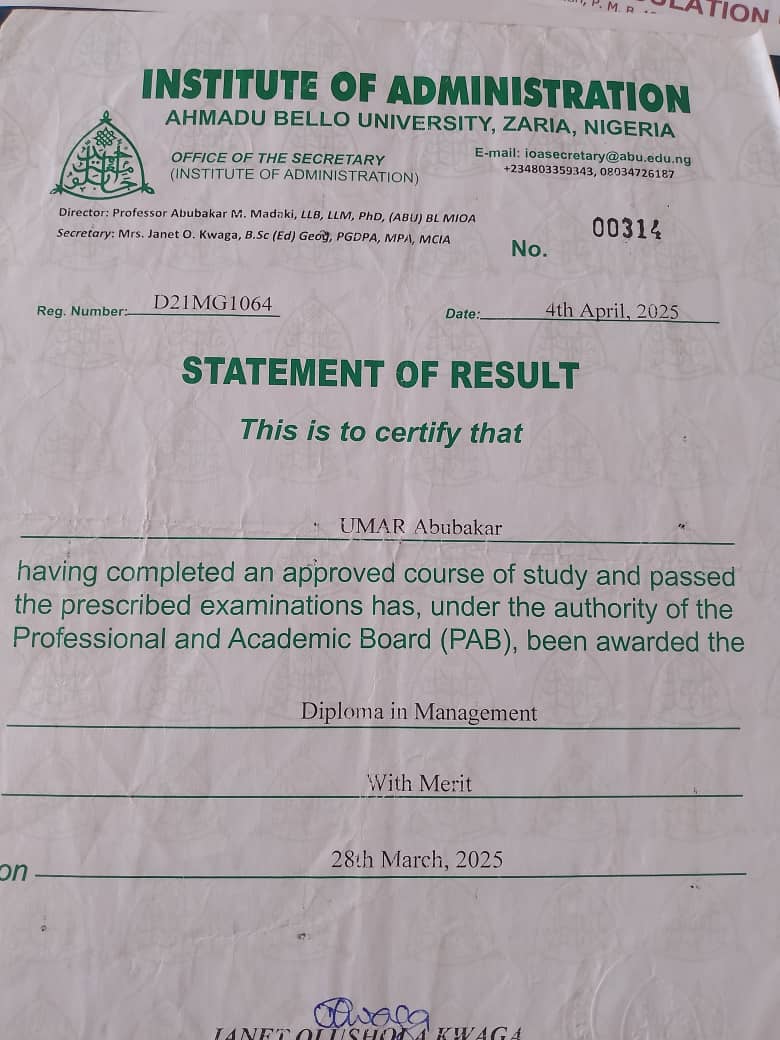 LATION
P. M. B.
INSTITUTE OF ADMINISTRATION
AHMADU BELLO UNIVERSITY, ZARIA, NIGERIA
OFFICE OF THE SECRETARY
(INSTITUTE OF ADMINISTRATION)
E-mail: ioasecretary@abu.edu.ng
+234803359343, 08034726187
Director: Professor Abubakar M. Madaki, LLB, LLM, PhD, (ABU) BL MIOA
Secretary: Mrs. Janet O. Kwaga, B.Sc (Ed) Geog, PGDPA, MPA, MCIA
No. 00314
Reg. Number: D21MG1064
Date: 4th April, 2025
STATEMENT OF RESULT
This is to certify that
UMAR Abubakar
having completed an approved course of study and passed
the prescribed examinations has, under the authority of the
Professional and Academic Board (PAB), been awarded the
Diploma in Management
With Merit
on 28th March, 2025
JANET OLUSHOLA KWAGA